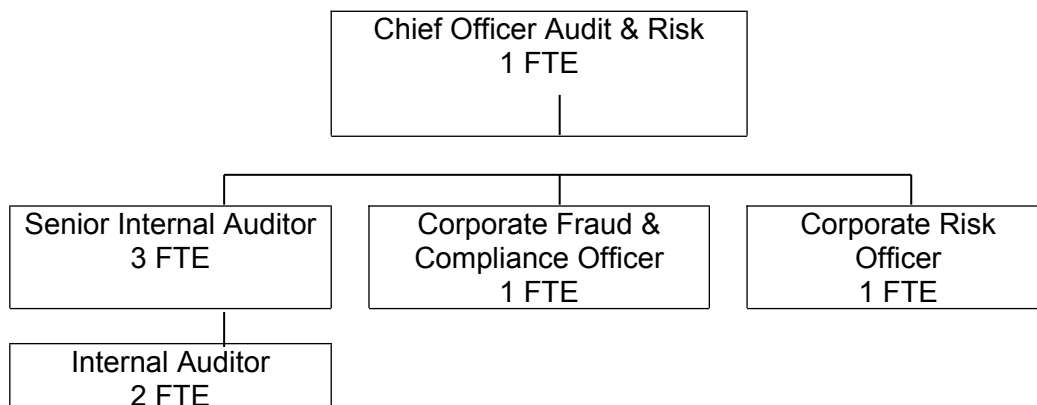 Chief Officer Audit & Risk
1 FTE
Senior Internal Auditor
3 FTE
Corporate Fraud &
Compliance Officer
1 FTE
Corporate Risk
Officer
1 FTE
Internal Auditor
2 FTE